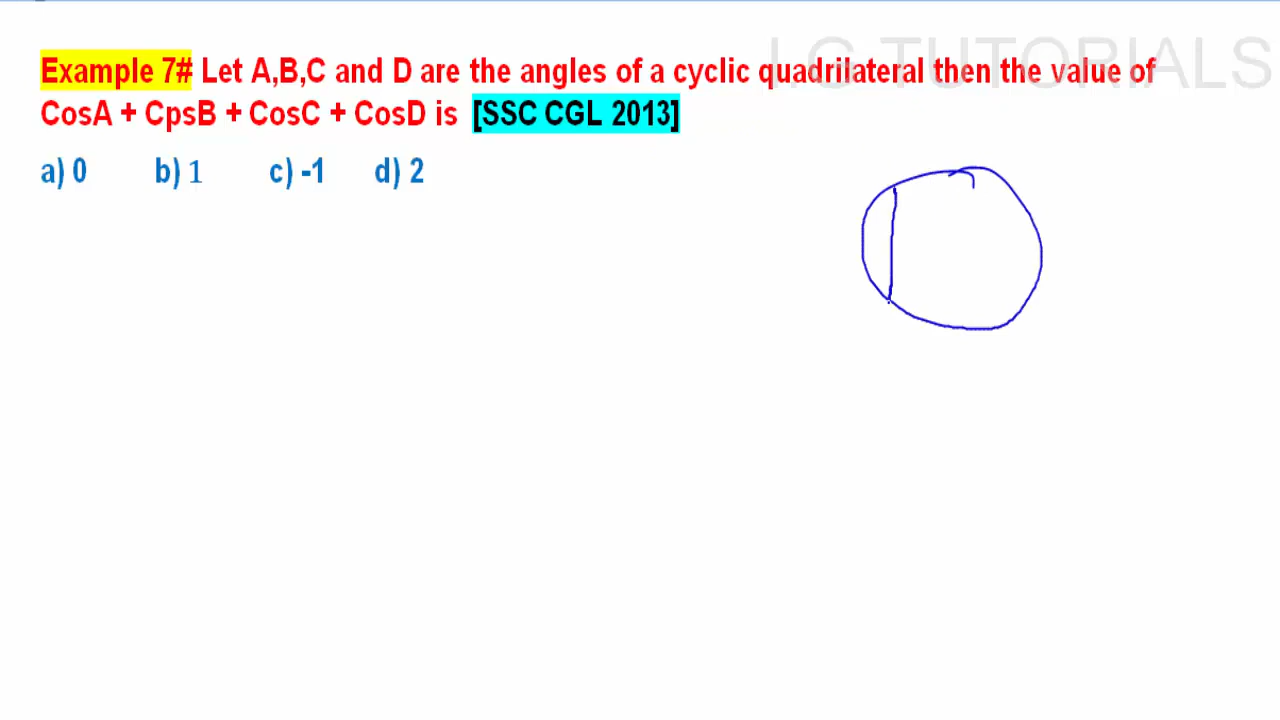 LG TUTORIALS
Example 7# Let A,B,C and D are the angles of a cyclic quadrilateral then the value of
CosA + CpsB + CosC + CosD is [SSC CGL 2013]
a) 0 b) 1 c) -1 d) 2